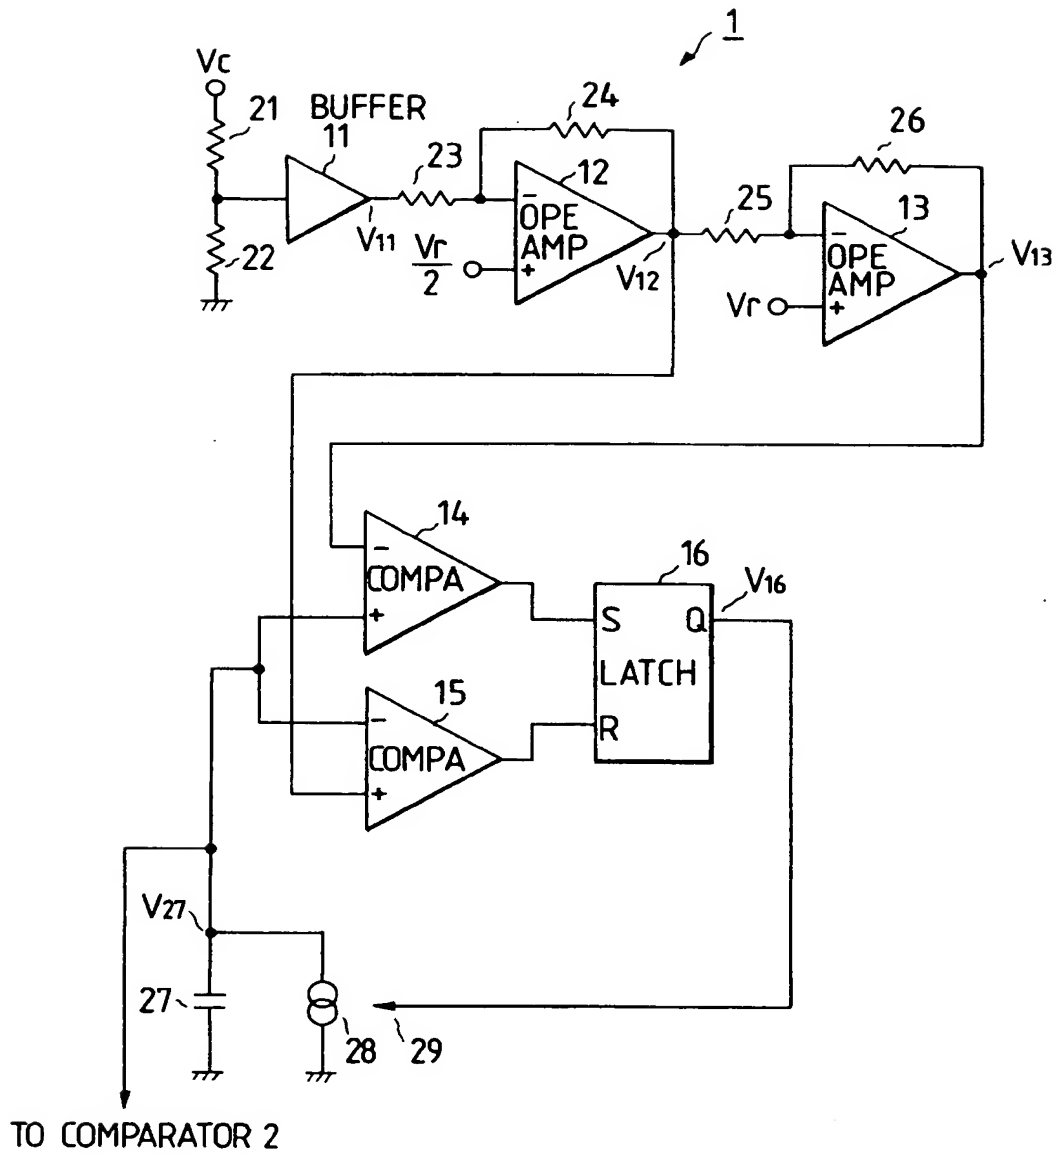 1
Vc
21
BUFFER
11
24
23
12
26
25
13
22
V11
Vr
2
-
OPE
AMP
+
V12
-
OPE
AMP
+
Vr
V13
14
-
COMPA
+
16
V16
S
Q
LATCH
R
15
-
COMPA
+
V27
27
28
29
TO COMPARATOR 2